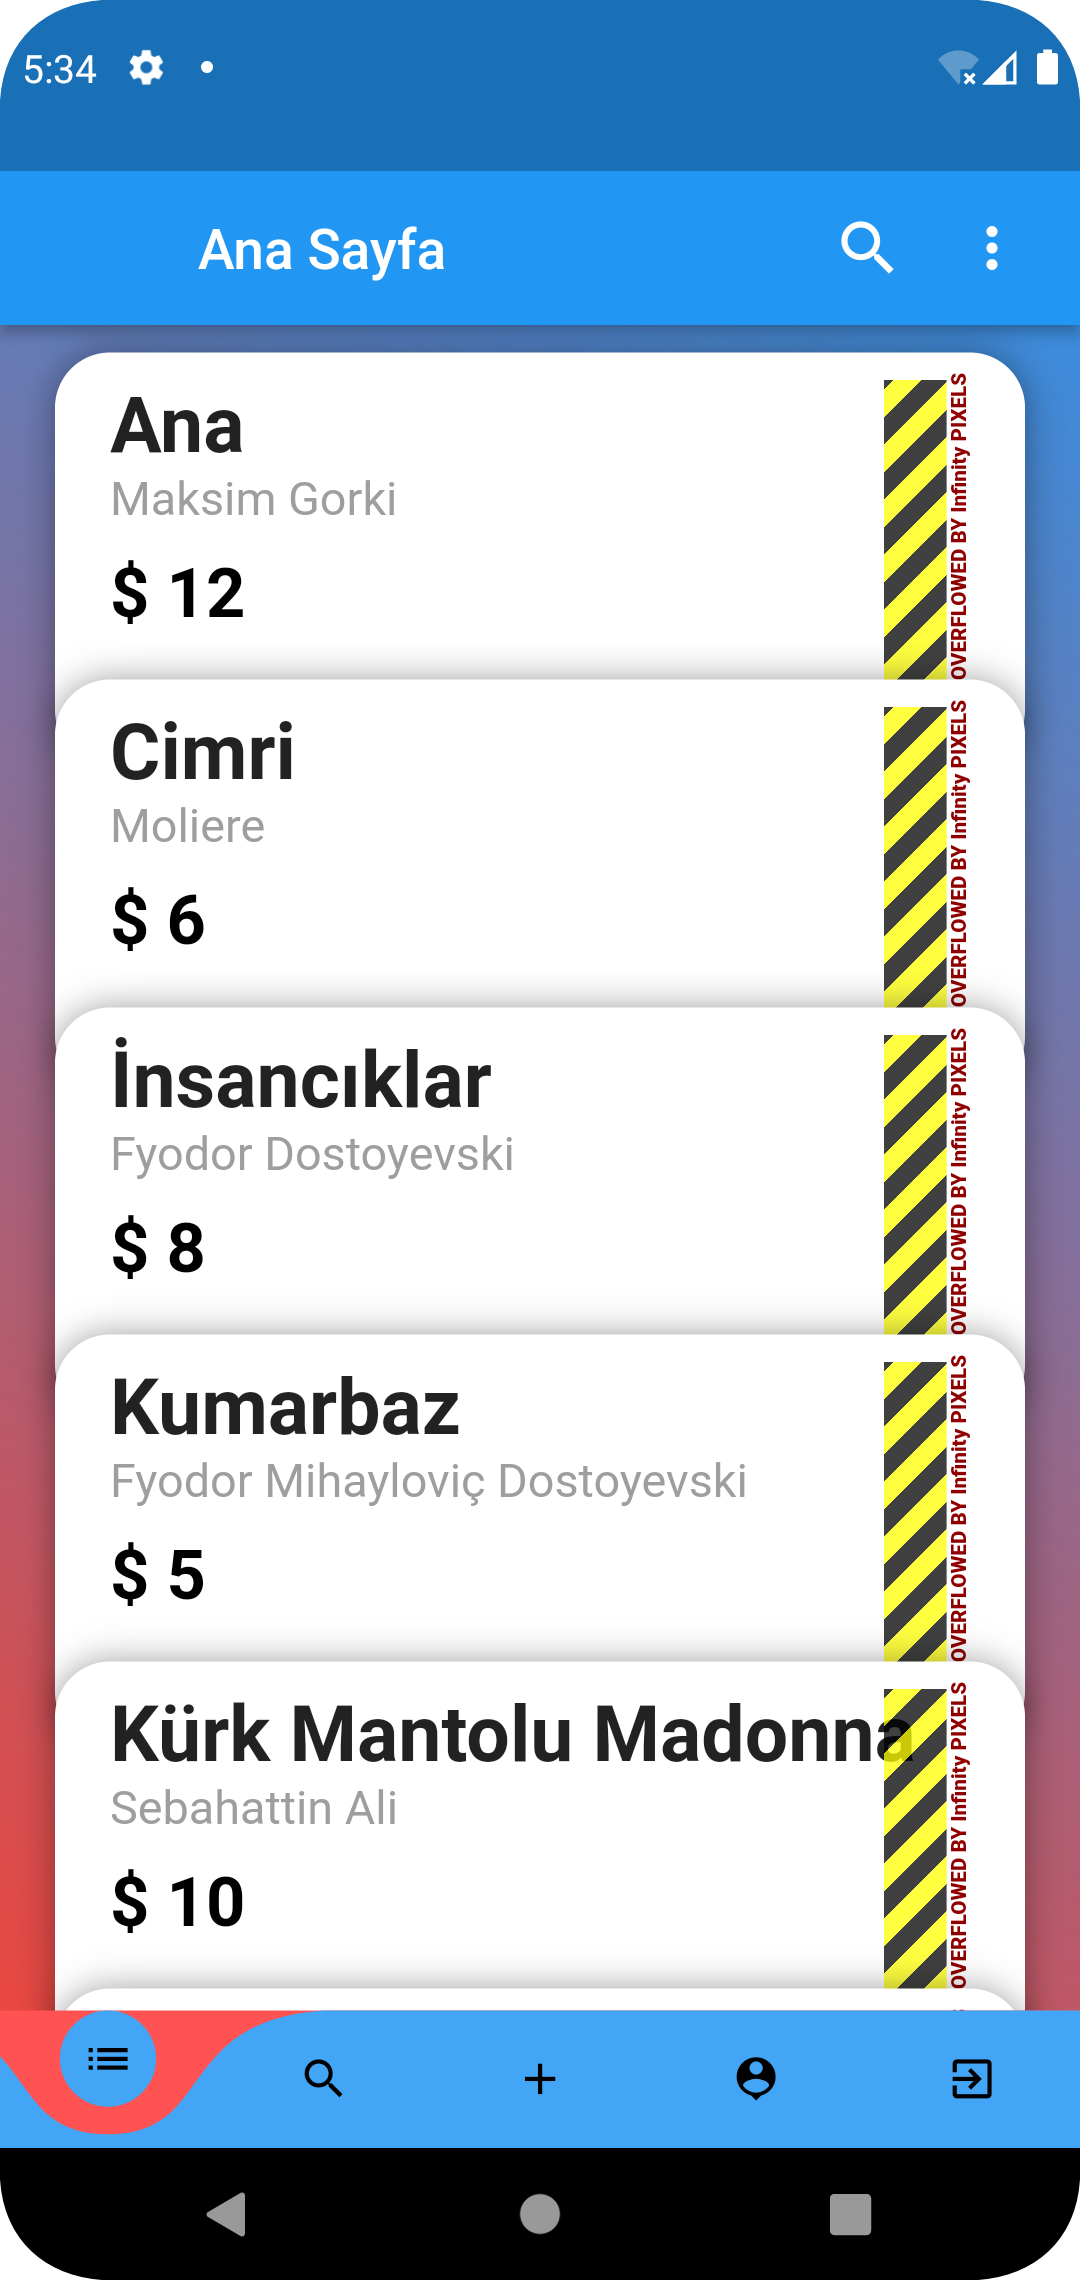 5:34
Ana Sayfa
Ana
Maksim Gorki
$ 12
OVERFLOWED BY Infinity PIXELS
Cimri
Moliere
$ 6
OVERFLOWED BY Infinity PIXELS
İnsancıklar
Fyodor Dostoyevski
$ 8
OVERFLOWED BY Infinity PIXELS
Kumarbaz
Fyodor Mihayloviç Dostoyevski
$ 5
OVERFLOWED BY Infinity PIXELS
Kürk Mantolu Madonna
Sebahattin Ali
$ 10
OVERFLOWED BY Infinity PIXELS